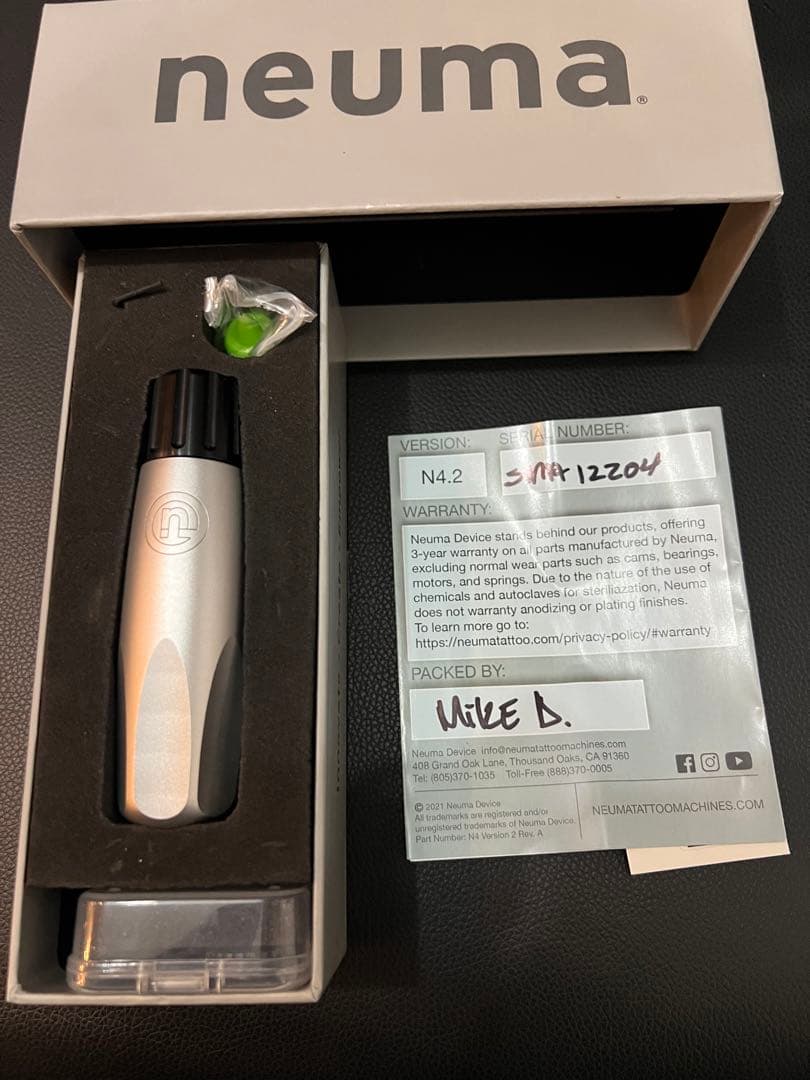 neuma®
n
VERSION:
SERIAL NUMBER:
N4.2
SMA12204
WARRANTY:
Neuma Device stands behind our products, offering
3-year warranty on all parts manufactured by Neuma,
excluding normal wear parts such as cams, bearings,
motors, and springs. Due to the nature of the use of
chemicals and autoclaves for steriliazation, Neuma
does not warranty anodizing or plating finishes.
To learn more go to:
https://neumatattoo.com/privacy-policy/#warranty
PACKED BY:
MIKE D.
Neuma Device info@neumatattoomachines.com
408 Grand Oak Lane, Thousand Oaks, CA 91360
Tel: (805)370-1035 Toll-Free (888)370-0005
© 2021 Neuma Device
All trademarks are registered and/or
unregistered trademarks of Neuma Device.
Part Number: N4 Version 2 Rev. A
NEUMATATTOOMACHINES.COM